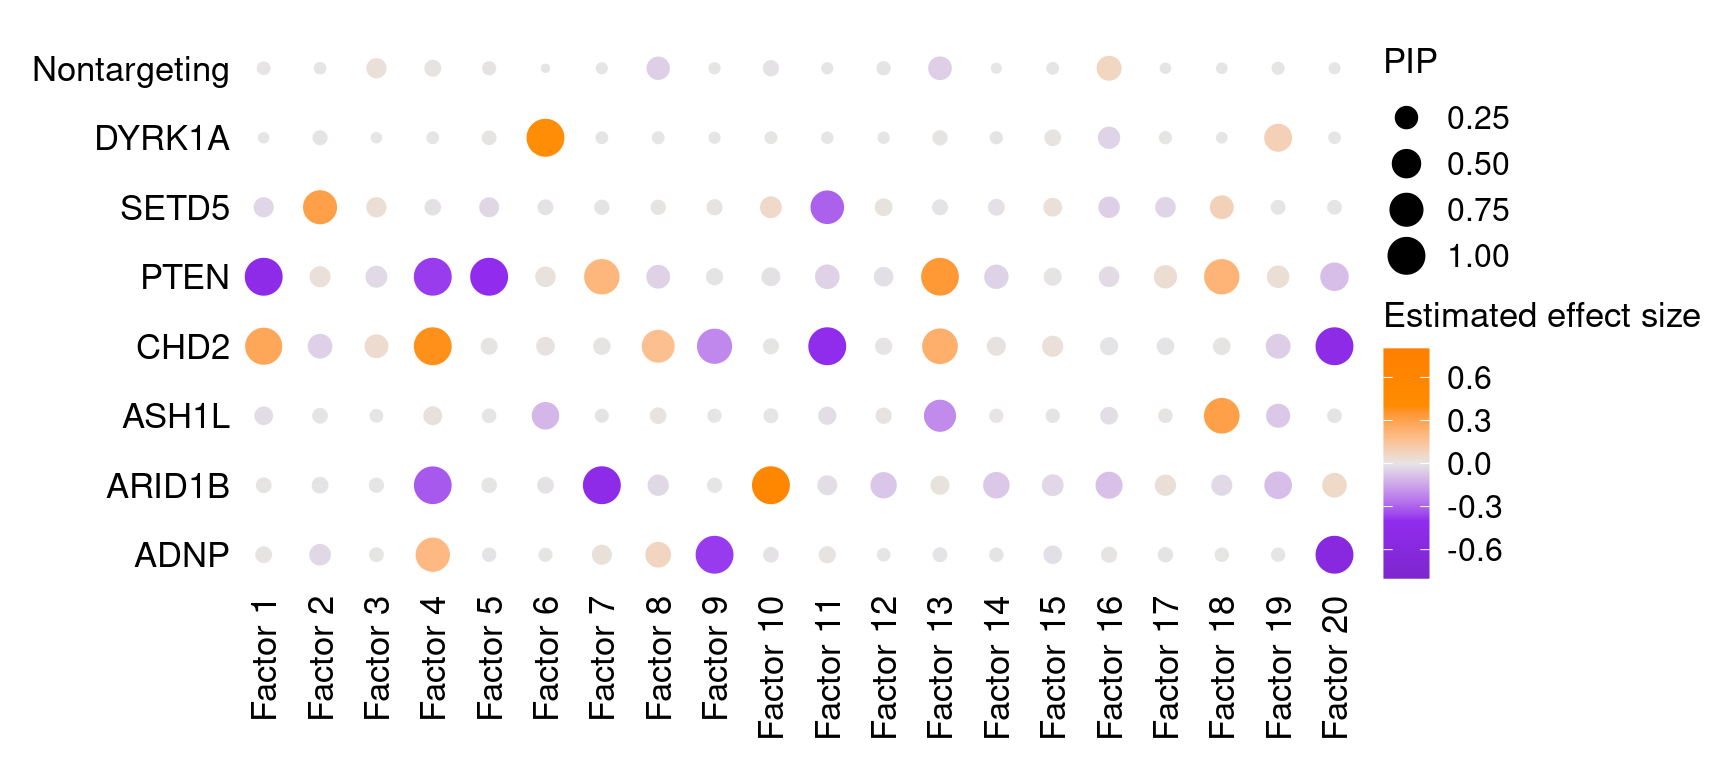 Nontargeting
DYRK1A
SETD5
PTEN
CHD2
ASH1L
ARID1B
ADNP
Factor 1
Factor 2
Factor 3
Factor 4
Factor 5
Factor 6
Factor 7
Factor 8
Factor 9
Factor 10
Factor 11
Factor 12
Factor 13
Factor 14
Factor 15
Factor 16
Factor 17
Factor 18
Factor 19
Factor 20
PIP
0.25
0.50
0.75
1.00
Estimated effect size
0.6
0.3
0.0
-0.3
-0.6